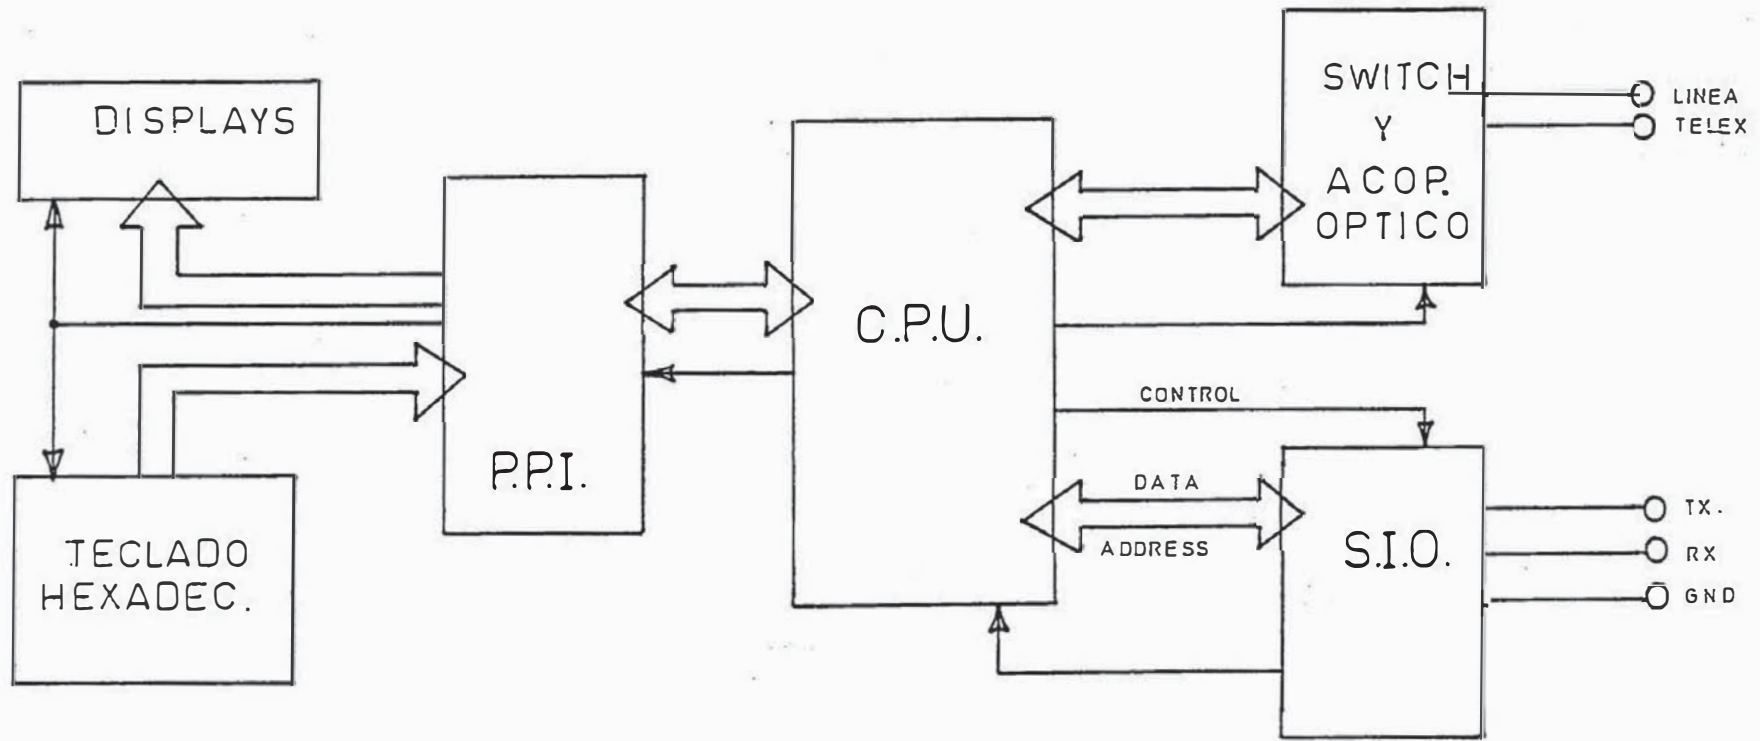 DISPLAYS
TECLADO
HEXADEC.
P.P.I.
C.P.U.
SWITCH
Y
ACOP.
OPTICO
LINEA
TELEX
CONTROL
DATA
ADDRESS
S.I.O.
TX.
RX
GND